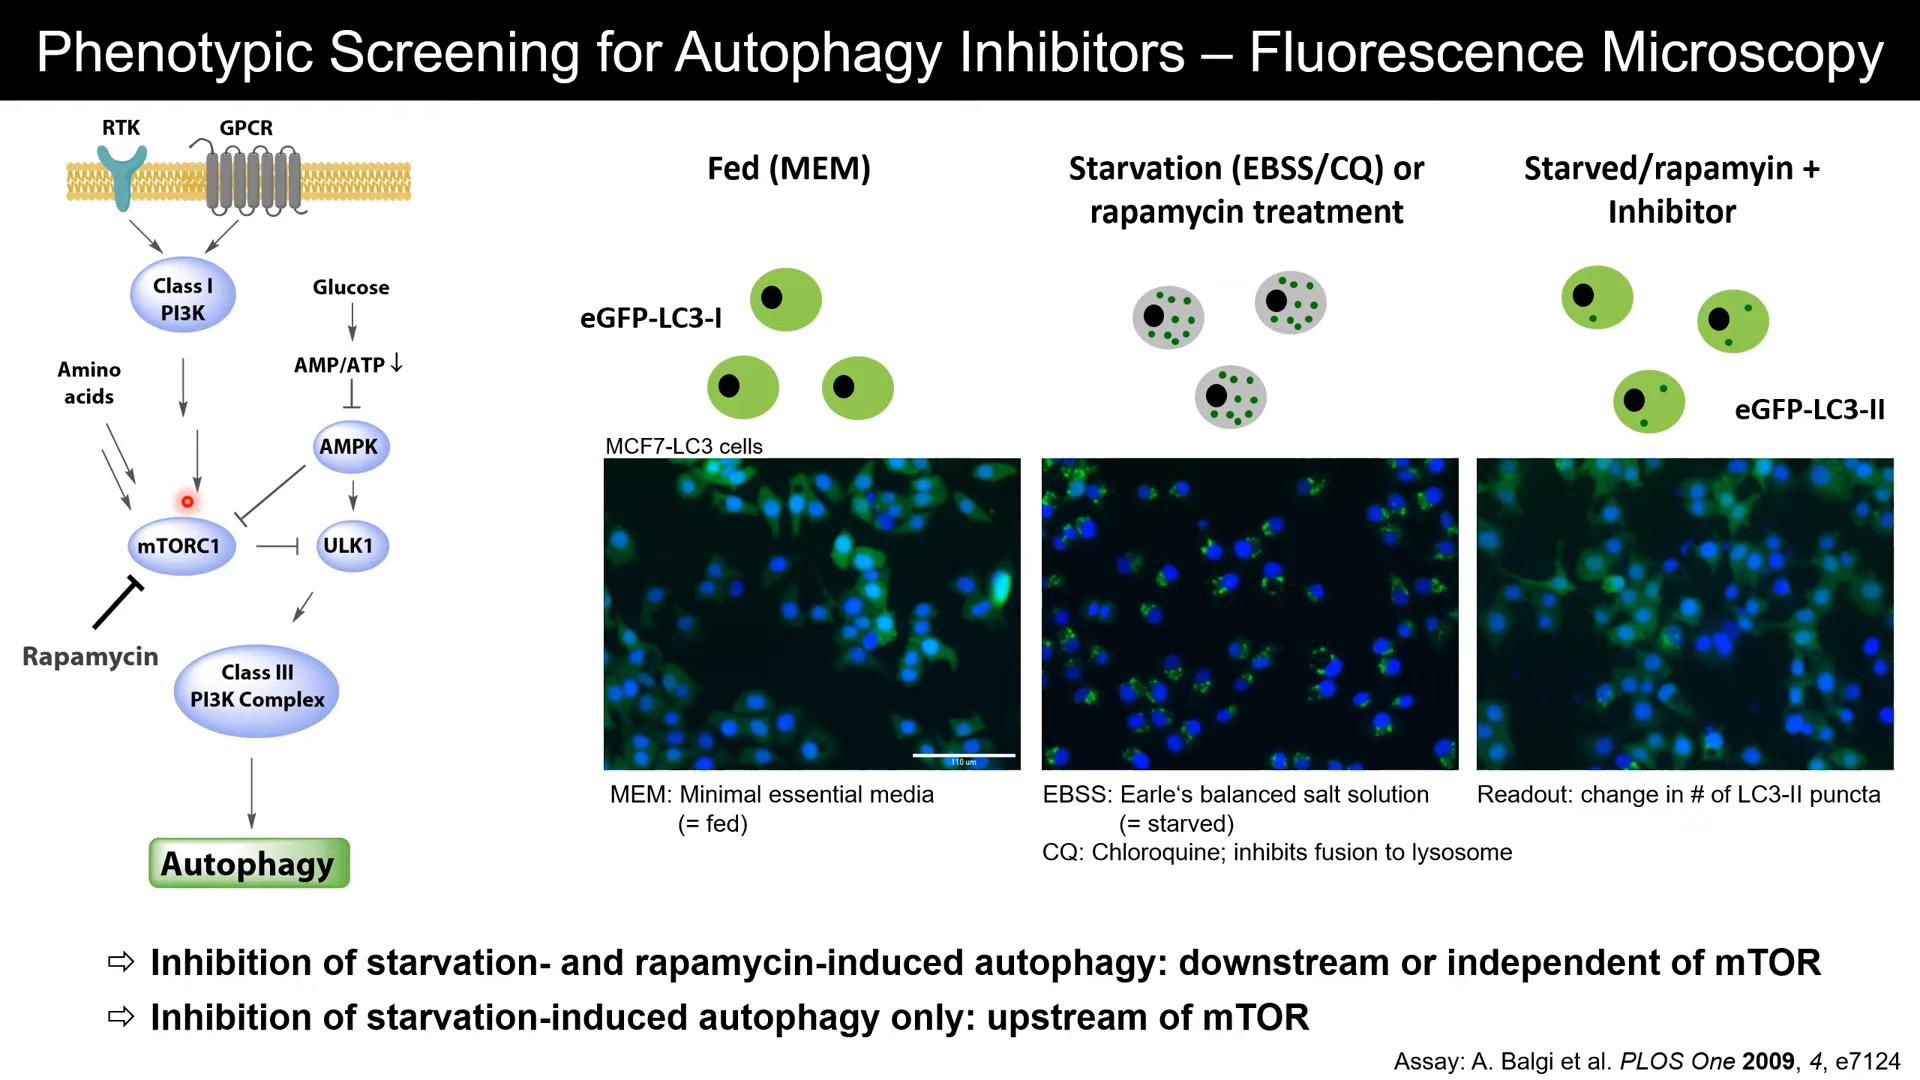 Phenotypic Screening for Autophagy Inhibitors – Fluorescence Microscopy
RTK
GPCR
Class I
PI3K
Glucose
AMP/ATP ↓
Amino
acids
AMPK
mTORC1
ULK1
Rapamycin
Class III
PI3K Complex
Autophagy
Fed (MEM)
Starvation (EBSS/CQ) or
rapamycin treatment
Starved/rapamyin +
Inhibitor
eGFP-LC3-I
eGFP-LC3-II
MCF7-LC3 cells
110 um
MEM: Minimal essential media
(= fed)
EBSS: Earle‘s balanced salt solution
(= starved)
CQ: Chloroquine; inhibits fusion to lysosome
Readout: change in # of LC3-II puncta
⇨ Inhibition of starvation- and rapamycin-induced autophagy: downstream or independent of mTOR
⇨ Inhibition of starvation-induced autophagy only: upstream of mTOR
Assay: A. Balgi et al. PLOS One 2009, 4, e7124